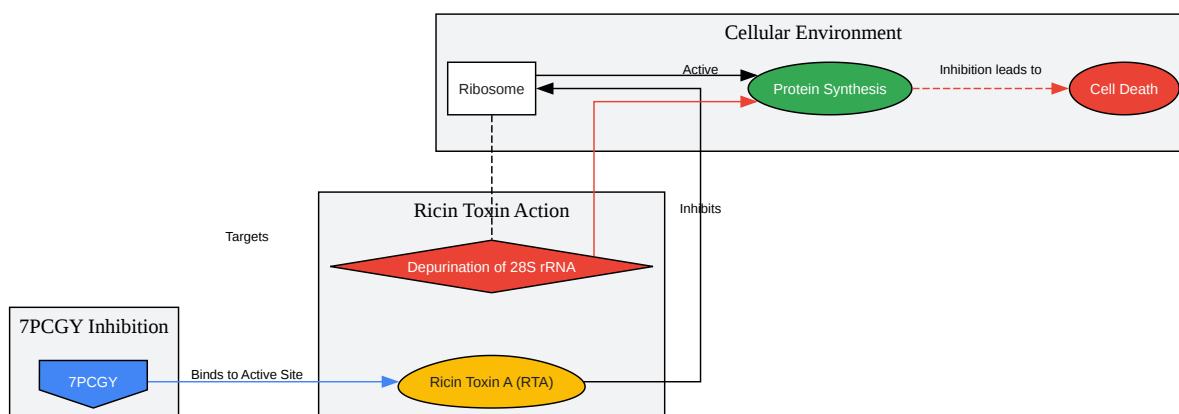 Cellular Environment
Ribosome
Active
Protein Synthesis
Inhibition leads to
Cell Death
Ricin Toxin Action
Inhibits
Targets
Depurination of 28S rRNA
7PCGY Inhibition
7PCGY
Binds to Active Site
Ricin Toxin A (RTA)